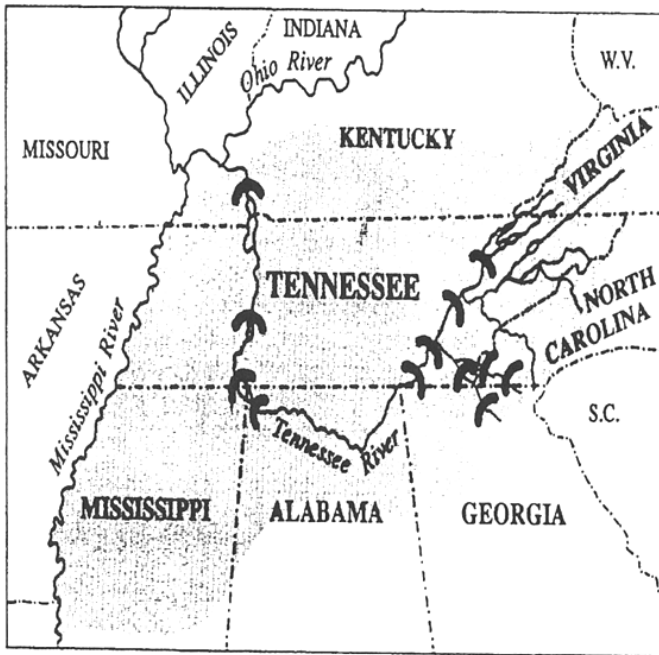 INDIANA
ILLINOIS
Ohio River
W.V.
MISSOURI
KENTUCKY
VIRGINIA
TENNESSEE
ARKANSAS
Mississippi River
NORTH
CAROLINA
S.C.
Tennessee River
MISSISSIPPI
ALABAMA
GEORGIA